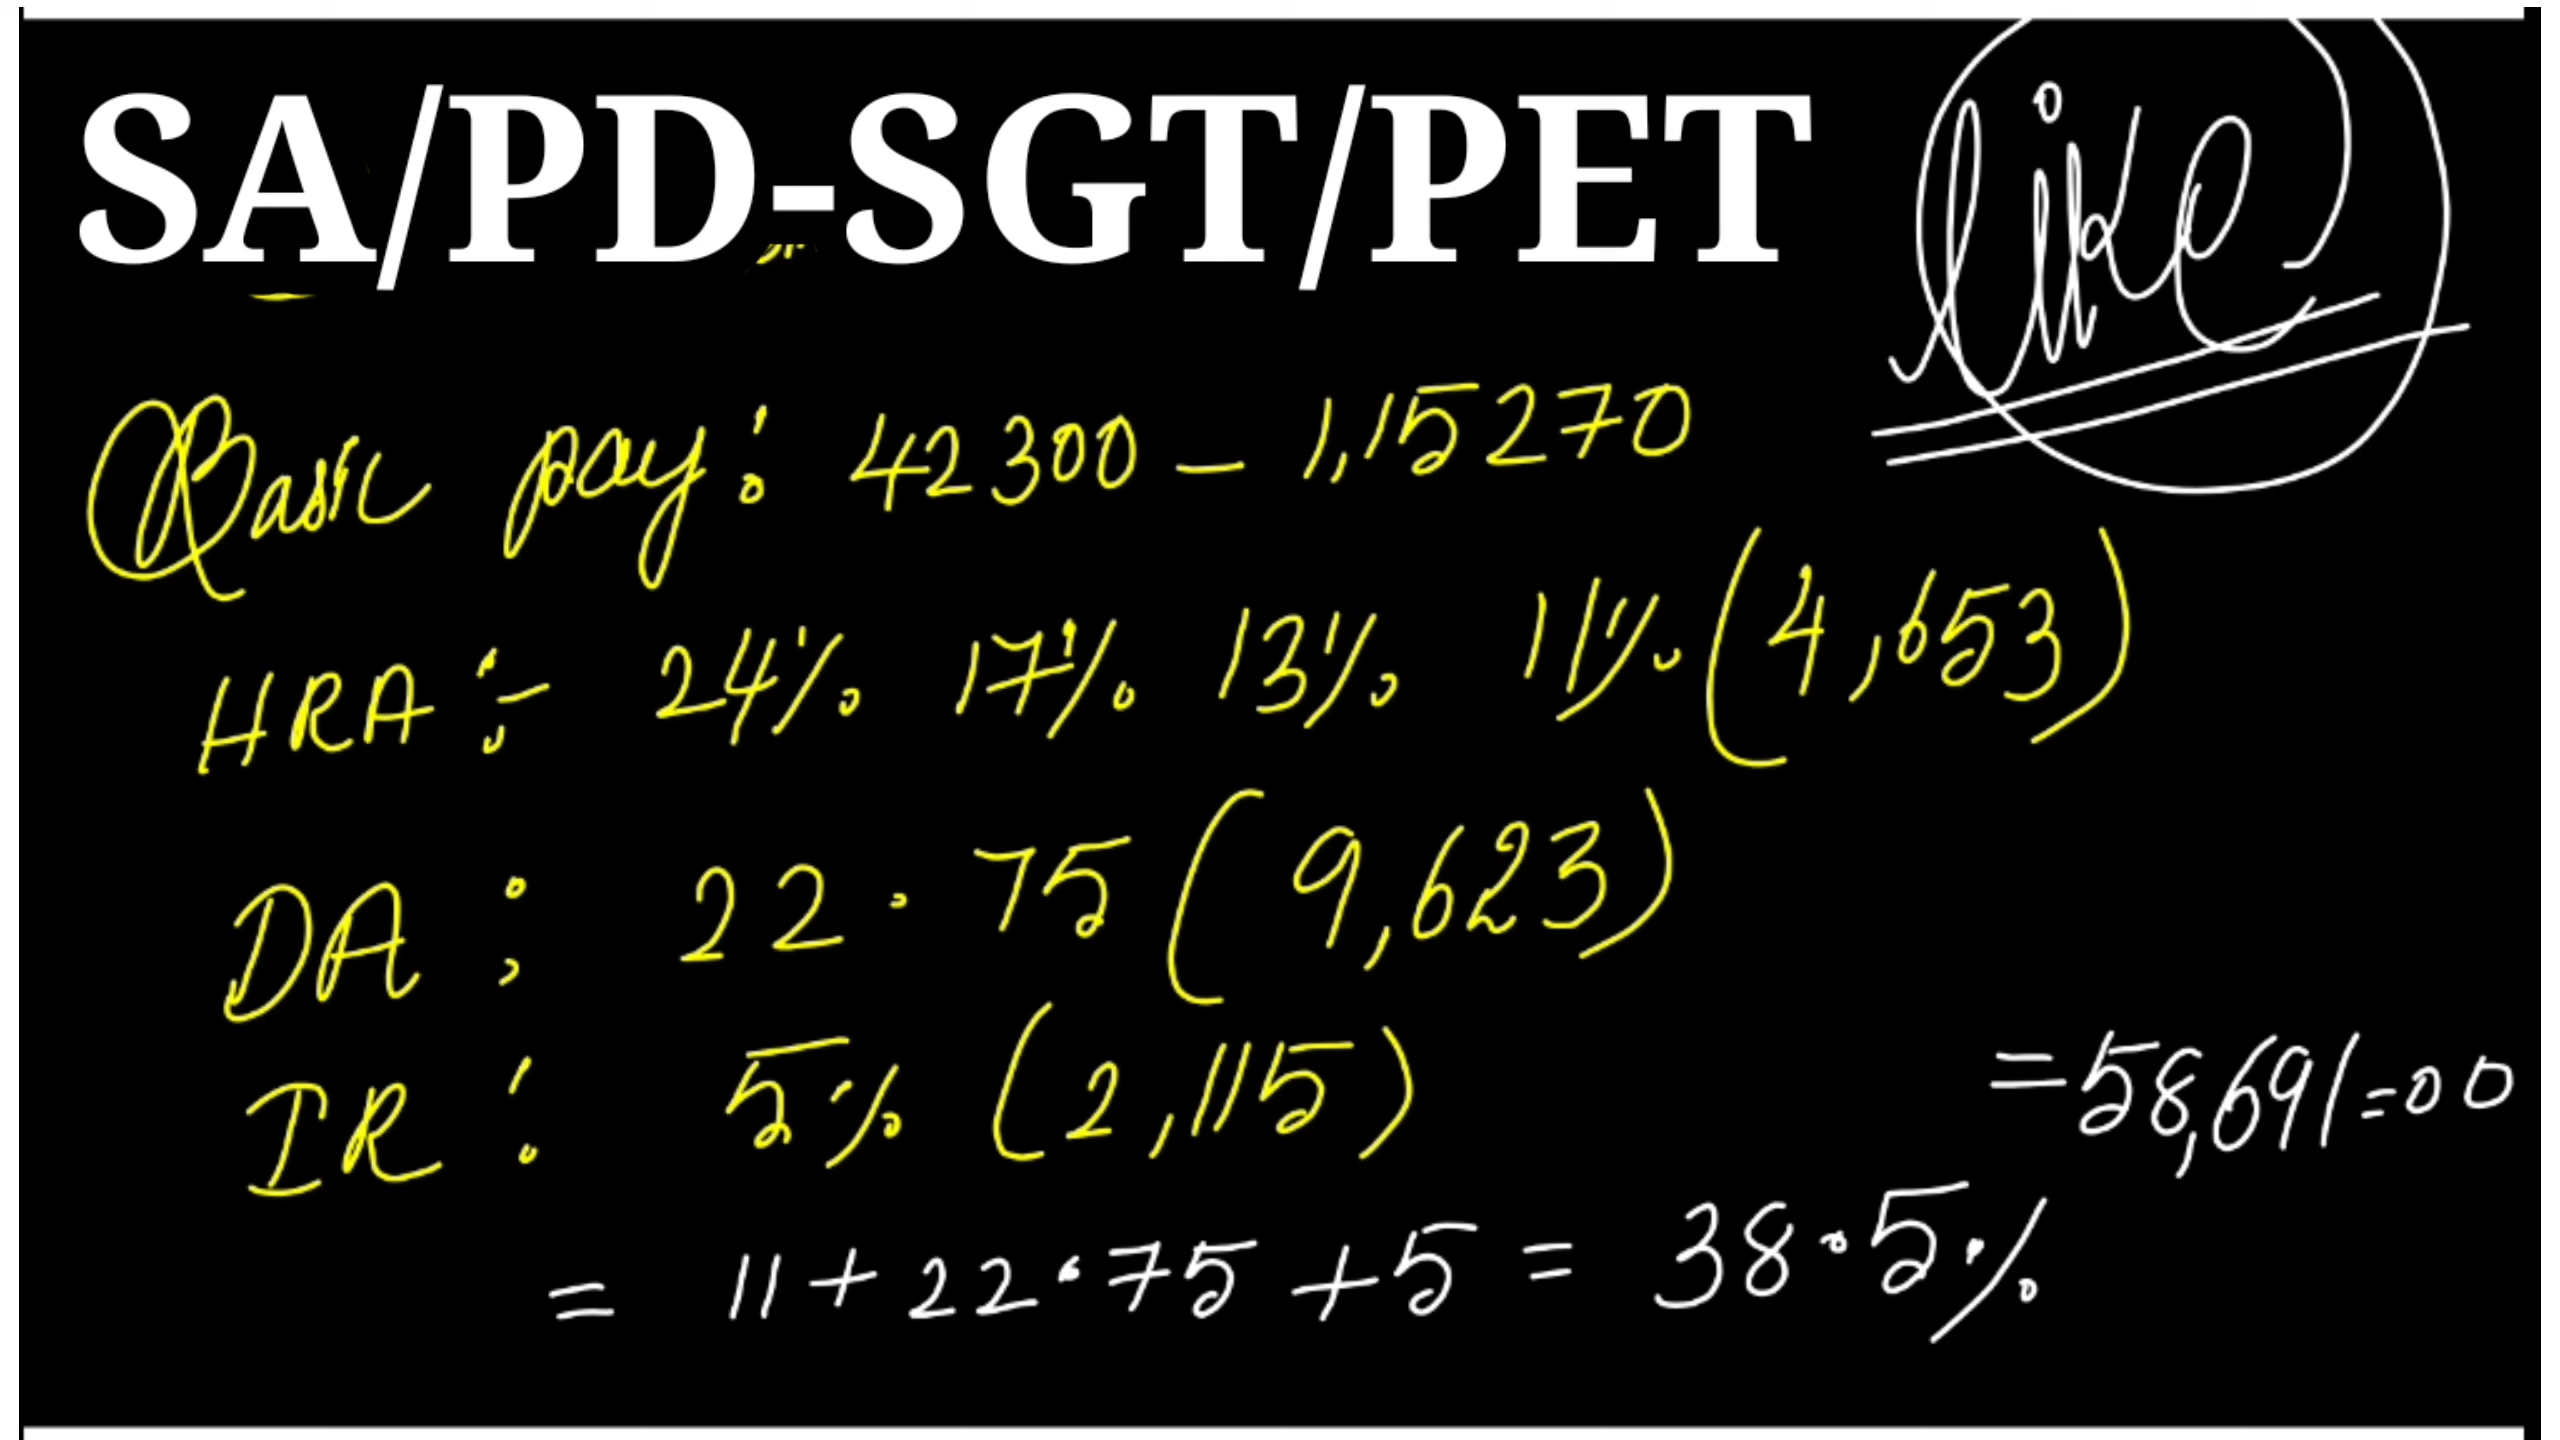 SA/PD-SGT/PET
like
Basic pay: 42300 - 1,15270
HRA :- 24% 17% 13% 11% (4,653)
DA : 22.75 (9,623)
IR : 5% (2,115)
=58,691/=00
= 11+22.75+5 = 38.5%